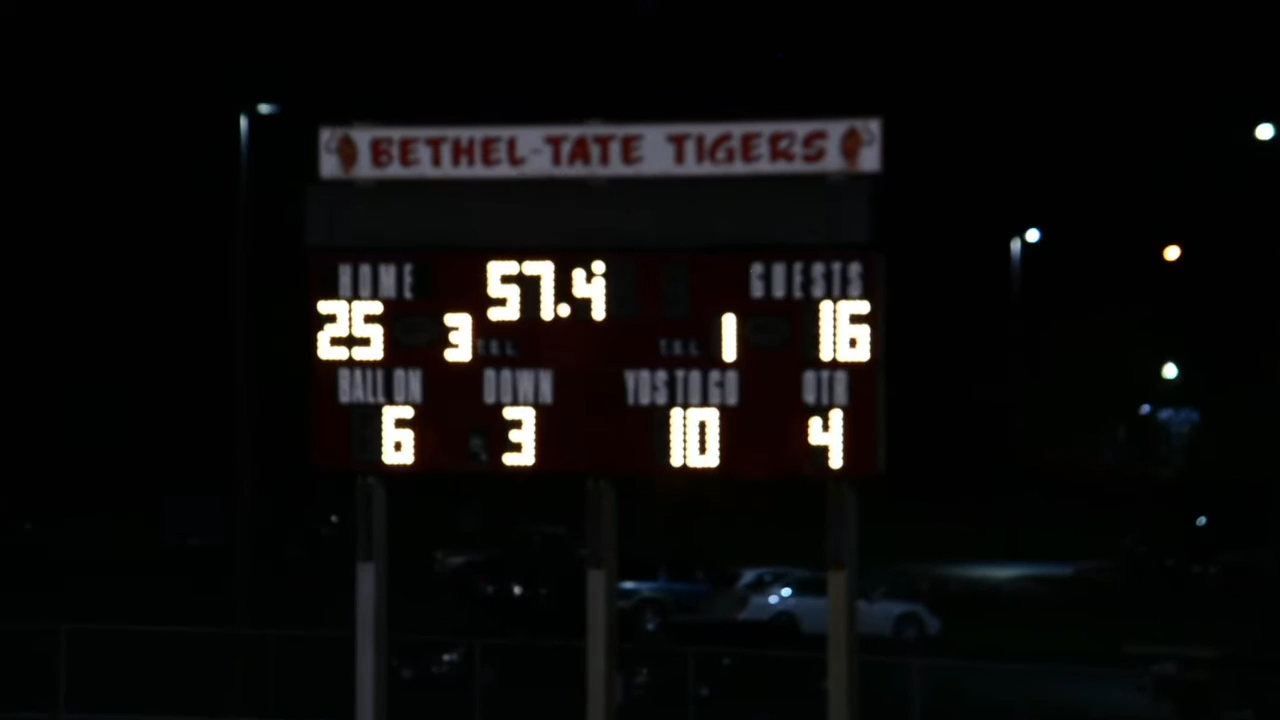 BETHEL-TATE TIGERS
HOME 57.4 GUESTS
25 3 T.O.L. T.O.L. 1 16
BALL ON DOWN YDS TO GO QTR
6 3 10 4